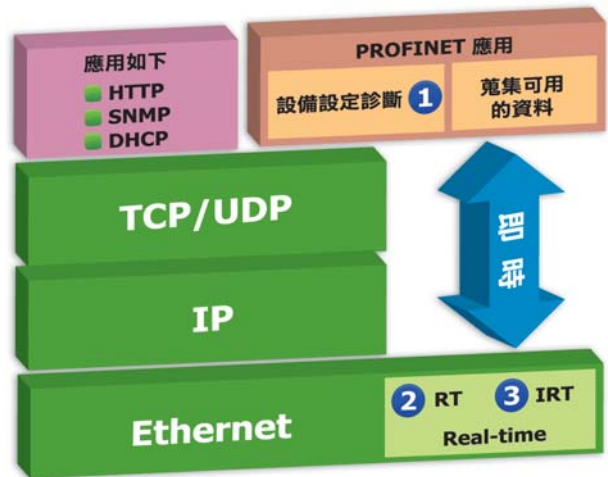 應用如下
HTTP
SNMP
DHCP
PROFINET 應用
設備設定診斷 1
蒐集可用
的資料
TCP/UDP
IP
即時
Ethernet
2 RT 3 IRT
Real-time